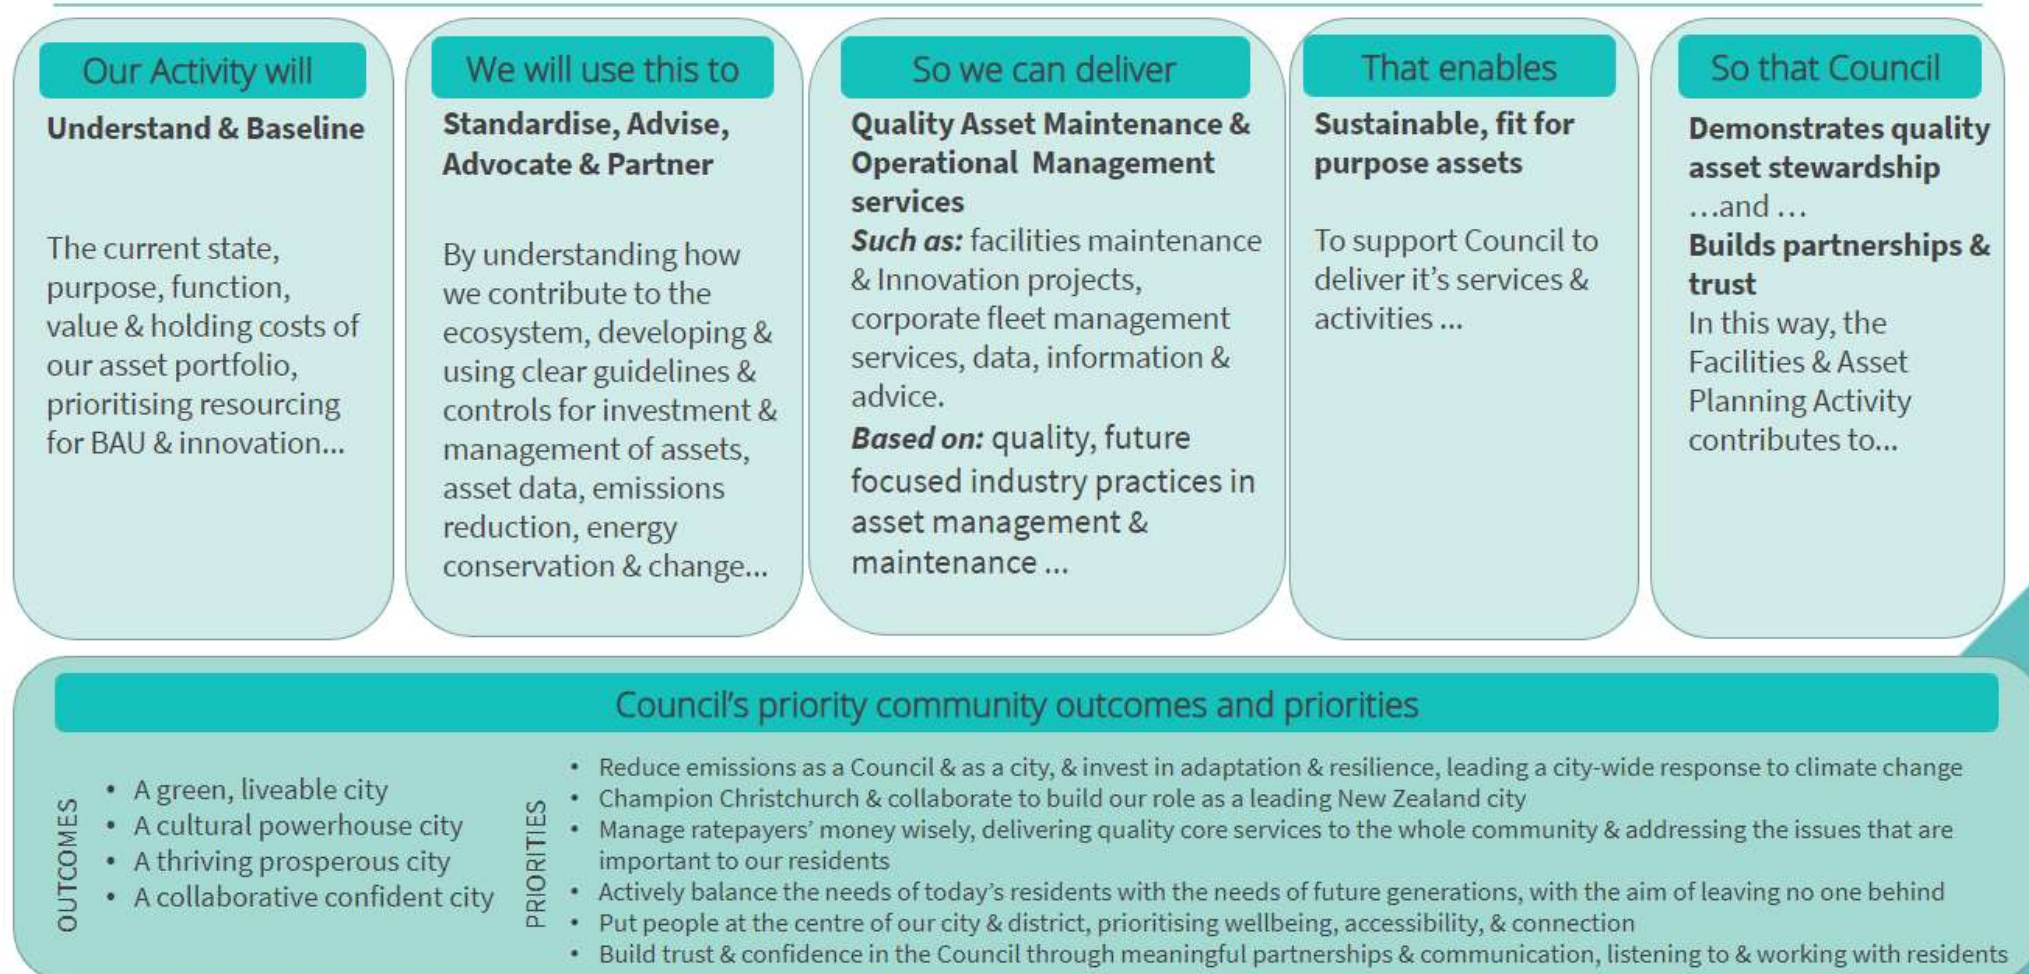 Our Activity will
Understand & Baseline
The current state,
purpose, function,
value & holding costs of
our asset portfolio,
prioritising resourcing
for BAU & innovation...
We will use this to
Standardise, Advise,
Advocate & Partner
By understanding how
we contribute to the
ecosystem, developing &
using clear guidelines &
controls for investment &
management of assets,
asset data, emissions
reduction, energy
conservation & change...
So we can deliver
Quality Asset Maintenance &
Operational Management
services
Such as: facilities maintenance
& Innovation projects,
corporate fleet management
services, data, information &
advice.
Based on: quality, future
focused industry practices in
asset management &
maintenance ...
That enables
Sustainable, fit for
purpose assets
To support Council to
deliver it's services &
activities ...
So that Council
Demonstrates quality
asset stewardship
...and ...
Builds partnerships &
trust
In this way, the
Facilities & Asset
Planning Activity
contributes to...
Council's priority community outcomes and priorities
OUTCOMES
• A green, liveable city
• A cultural powerhouse city
• A thriving prosperous city
• A collaborative confident city
PRIORITIES
• Reduce emissions as a Council & as a city, & invest in adaptation & resilience, leading a city-wide response to climate change
• Champion Christchurch & collaborate to build our role as a leading New Zealand city
• Manage ratepayers' money wisely, delivering quality core services to the whole community & addressing the issues that are
important to our residents
• Actively balance the needs of today's residents with the needs of future generations, with the aim of leaving no one behind
• Put people at the centre of our city & district, prioritising wellbeing, accessibility, & connection
• Build trust & confidence in the Council through meaningful partnerships & communication, listening to & working with residents